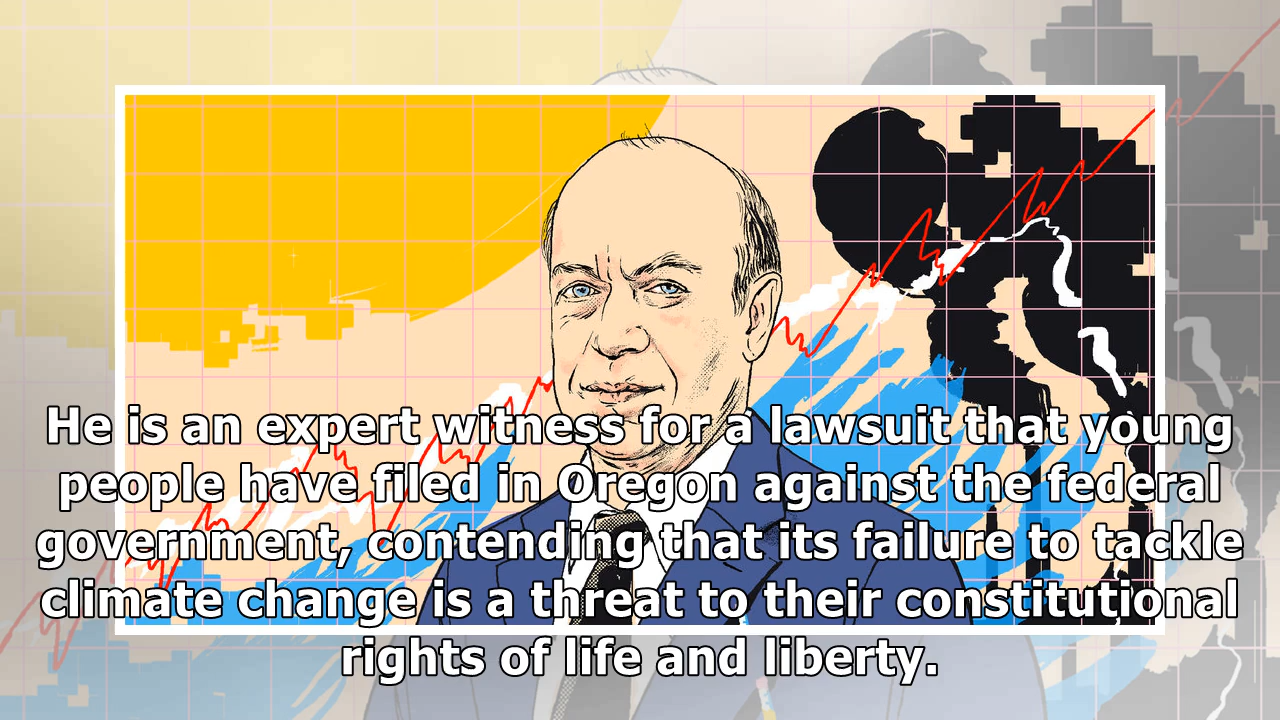 He is an expert witness for a lawsuit that young
people have filed in Oregon against the federal
government, contending that its failure to tackle
climate change is a threat to their constitutional
rights of life and liberty.